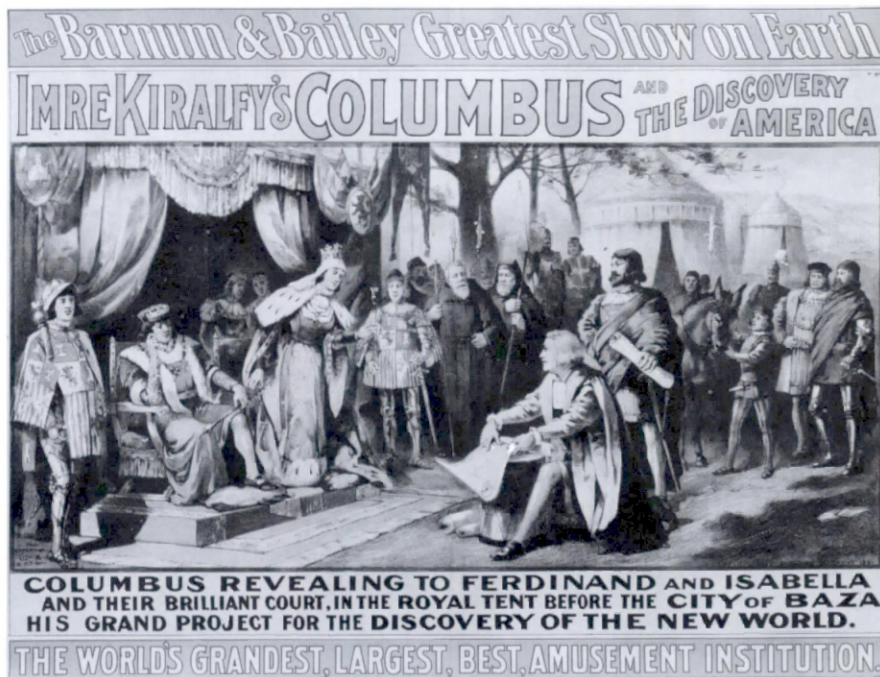 The Barnum & Bailey Greatest Show on Earth
IMRE KIRALFY'S COLUMBUS AND THE DISCOVERY OF AMERICA
COLUMBUS REVEALING TO FERDINAND AND ISABELLA
AND THEIR BRILLIANT COURT, IN THE ROYAL TENT BEFORE THE CITY OF BAZA
HIS GRAND PROJECT FOR THE DISCOVERY OF THE NEW WORLD.
THE WORLD'S GRANDEST, LARGEST, BEST, AMUSEMENT INSTITUTION.